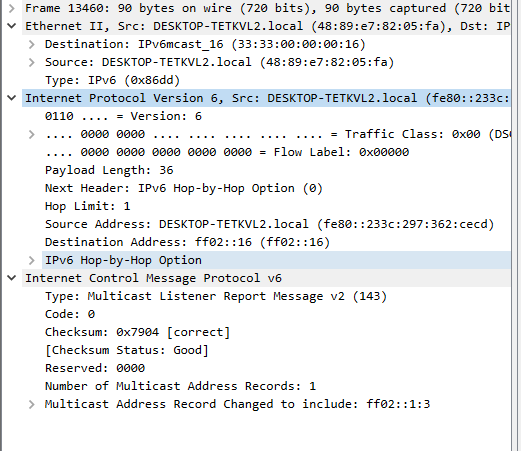 Frame 13460: 90 bytes on wire (720 bits), 90 bytes captured (720 bit
Ethernet II, Src: DESKTOP-TETKVL2.local (48:89:e7:82:05:fa), Dst: IP
Destination: IPv6mcast_16 (33:33:00:00:00:16)
Source: DESKTOP-TETKVL2.local (48:89:e7:82:05:fa)
Type: IPv6 (0x86dd)
Internet Protocol Version 6, Src: DESKTOP-TETKVL2.local (fe80::233c:
0110 .... = Version: 6
.... 0000 0000 .... .... .... .... .... = Traffic Class: 0x00 (DSC
.... 0000 0000 0000 0000 0000 = Flow Label: 0x00000
Payload Length: 36
Next Header: IPv6 Hop-by-Hop Option (0)
Hop Limit: 1
Source Address: DESKTOP-TETKVL2.local (fe80::233c:297:362:cecd)
Destination Address: ff02::16 (ff02::16)
IPv6 Hop-by-Hop Option
Internet Control Message Protocol v6
Type: Multicast Listener Report Message v2 (143)
Code: 0
Checksum: 0x7904 [correct]
[Checksum Status: Good]
Reserved: 0000
Number of Multicast Address Records: 1
Multicast Address Record Changed to include: ff02::1:3